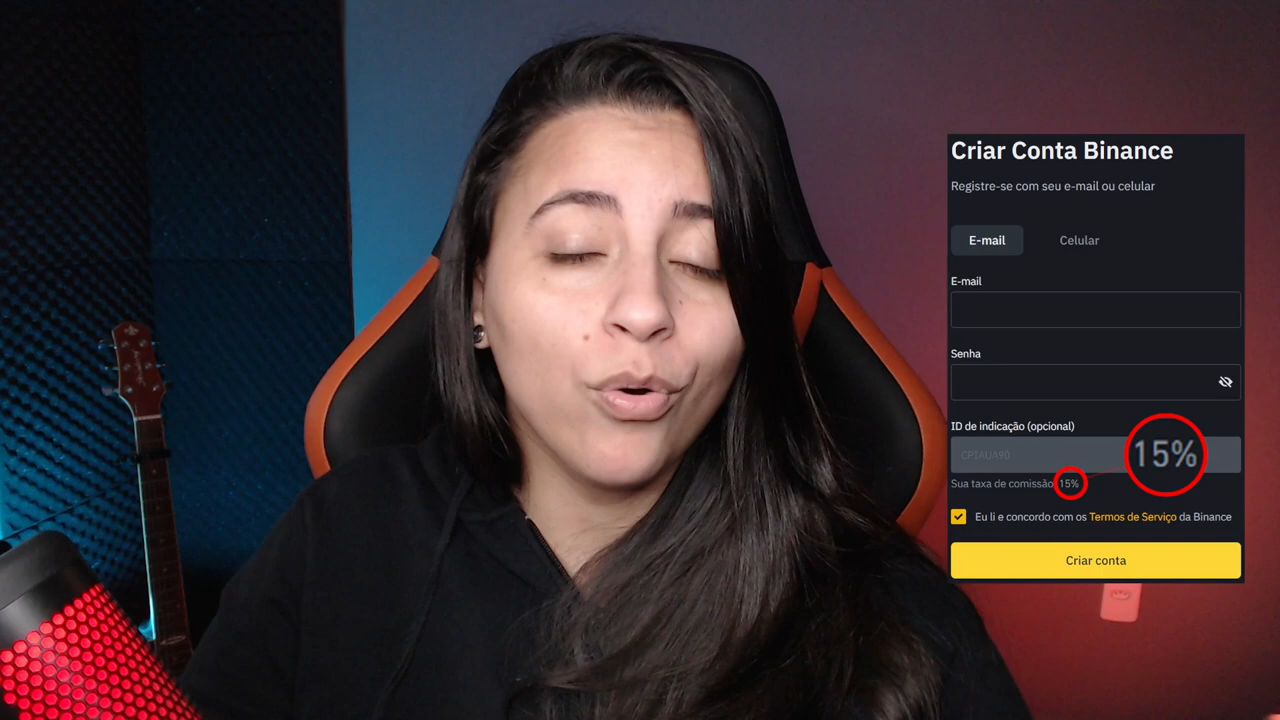 Criar Conta Binance
Registre-se com seu e-mail ou celular
E-mail Celular
E-mail
Senha
ID de indicação (opcional)
CPIAUA90
15%
Sua taxa de comissão 15%
Eu li e concordo com os Termos de Serviço da Binance
Criar conta